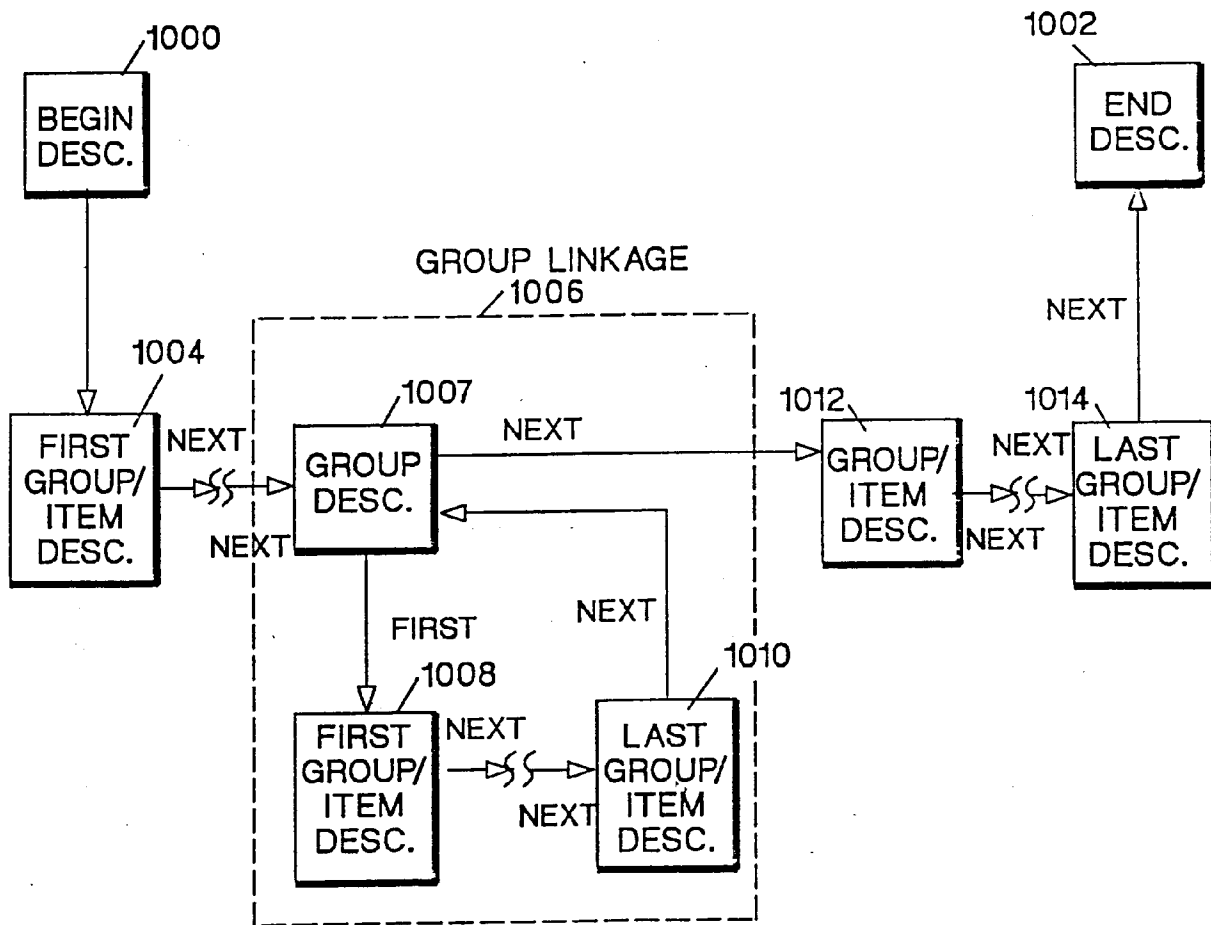 1000
BEGIN
DESC.
1002
END
DESC.
GROUP LINKAGE
1006
NEXT
1004
FIRST
GROUP/
ITEM
DESC.
NEXT
NEXT
1007
GROUP
DESC.
NEXT
1012
GROUP/
ITEM
DESC.
NEXT
NEXT
1014
LAST
GROUP/
ITEM
DESC.
FIRST
NEXT
1008
FIRST
GROUP/
ITEM
DESC.
NEXT
NEXT
1010
LAST
GROUP/
ITEM
DESC.